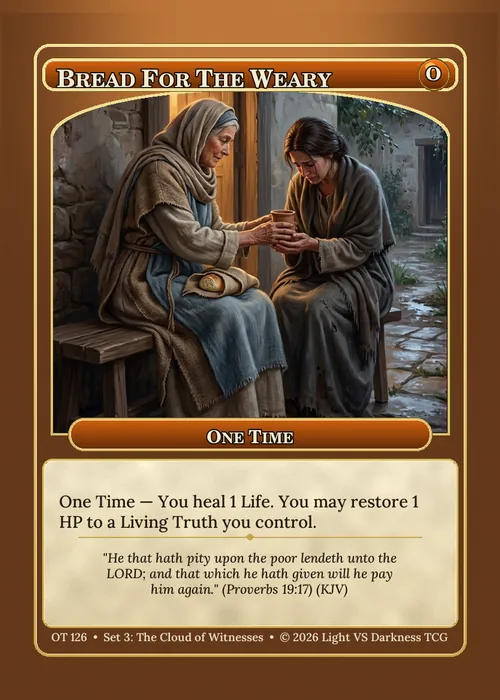 Bread For The Weary
0
One Time
One Time — You heal 1 Life. You may restore 1
HP to a Living Truth you control.
"He that hath pity upon the poor lendeth unto the
LORD; and that which he hath given will he pay
him again." (Proverbs 19:17) (KJV)
OT 126 • Set 3: The Cloud of Witnesses • © 2026 Light VS Darkness TCG